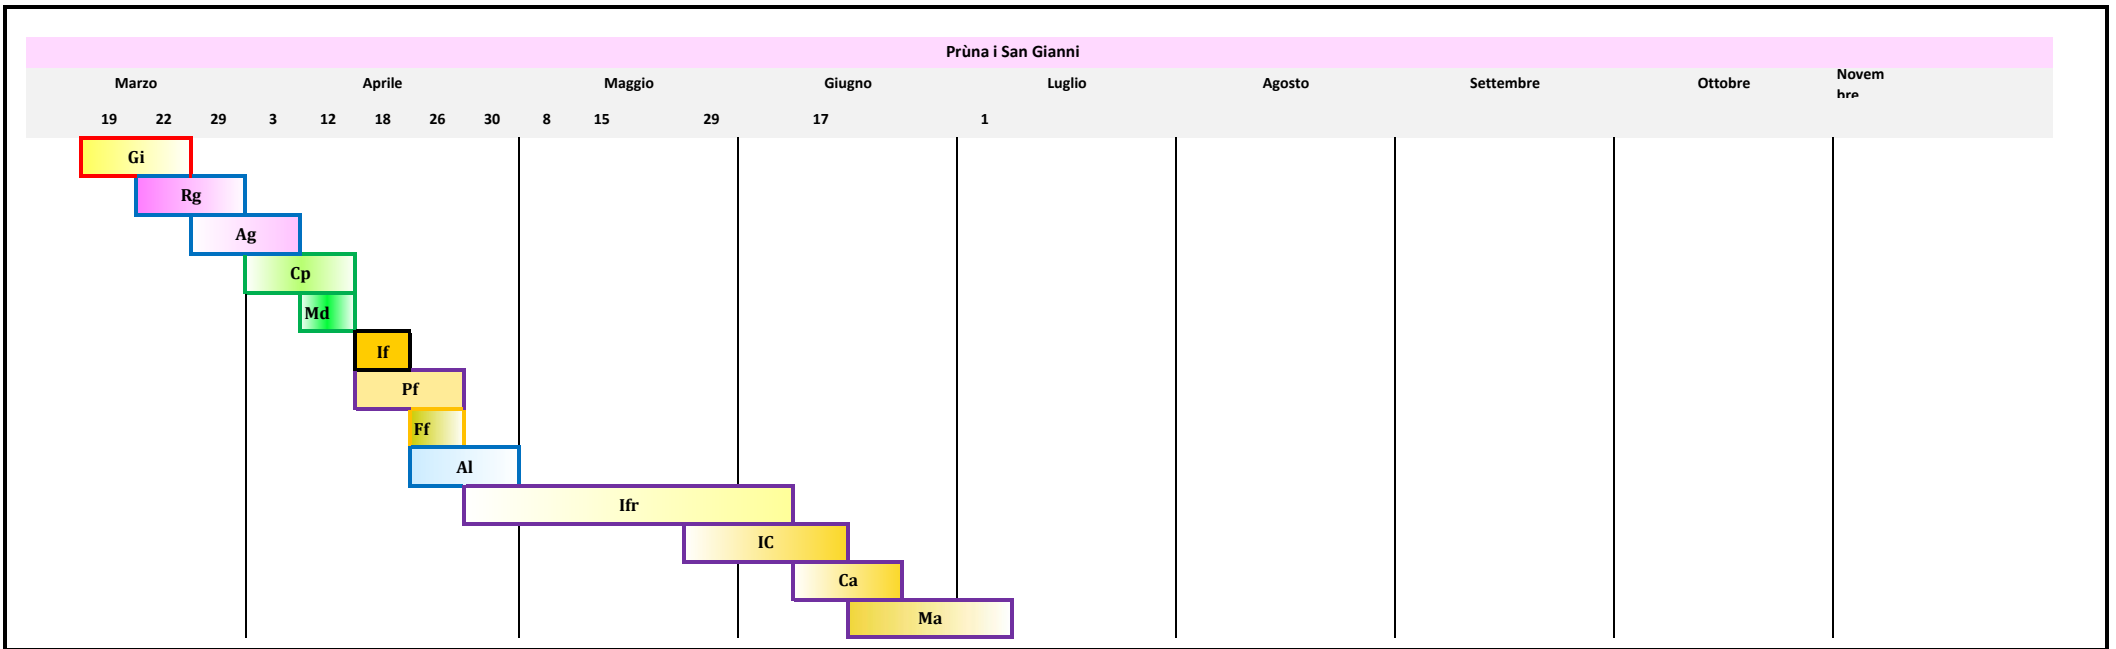 Prùna i San Gianni
Marzo Aprile Maggio Giugno Luglio Agosto Settembre Ottobre Novem
bre
19 22 29 3 12 18 26 30 8 15 29 17 1
Gi
Rg
Ag
Cp
Md
If
Pf
Ff
Al
Ifr
IC
Ca
Ma